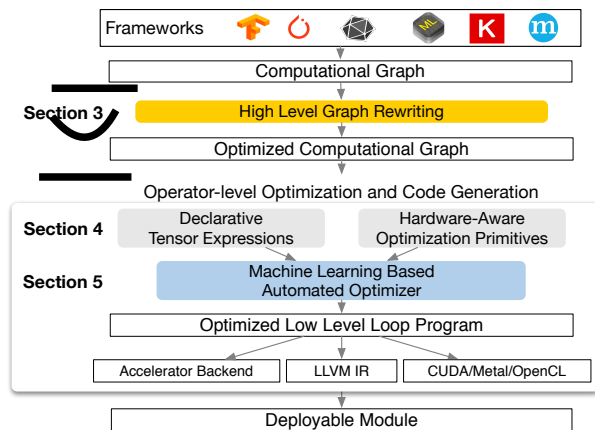 Frameworks
ML
K
m
Computational Graph
Section 3
High Level Graph Rewriting
Optimized Computational Graph
Operator-level Optimization and Code Generation
Section 4
Declarative
Tensor Expressions
Hardware-Aware
Optimization Primitives
Section 5
Machine Learning Based
Automated Optimizer
Optimized Low Level Loop Program
Accelerator Backend
LLVM IR
CUDA/Metal/OpenCL
Deployable Module